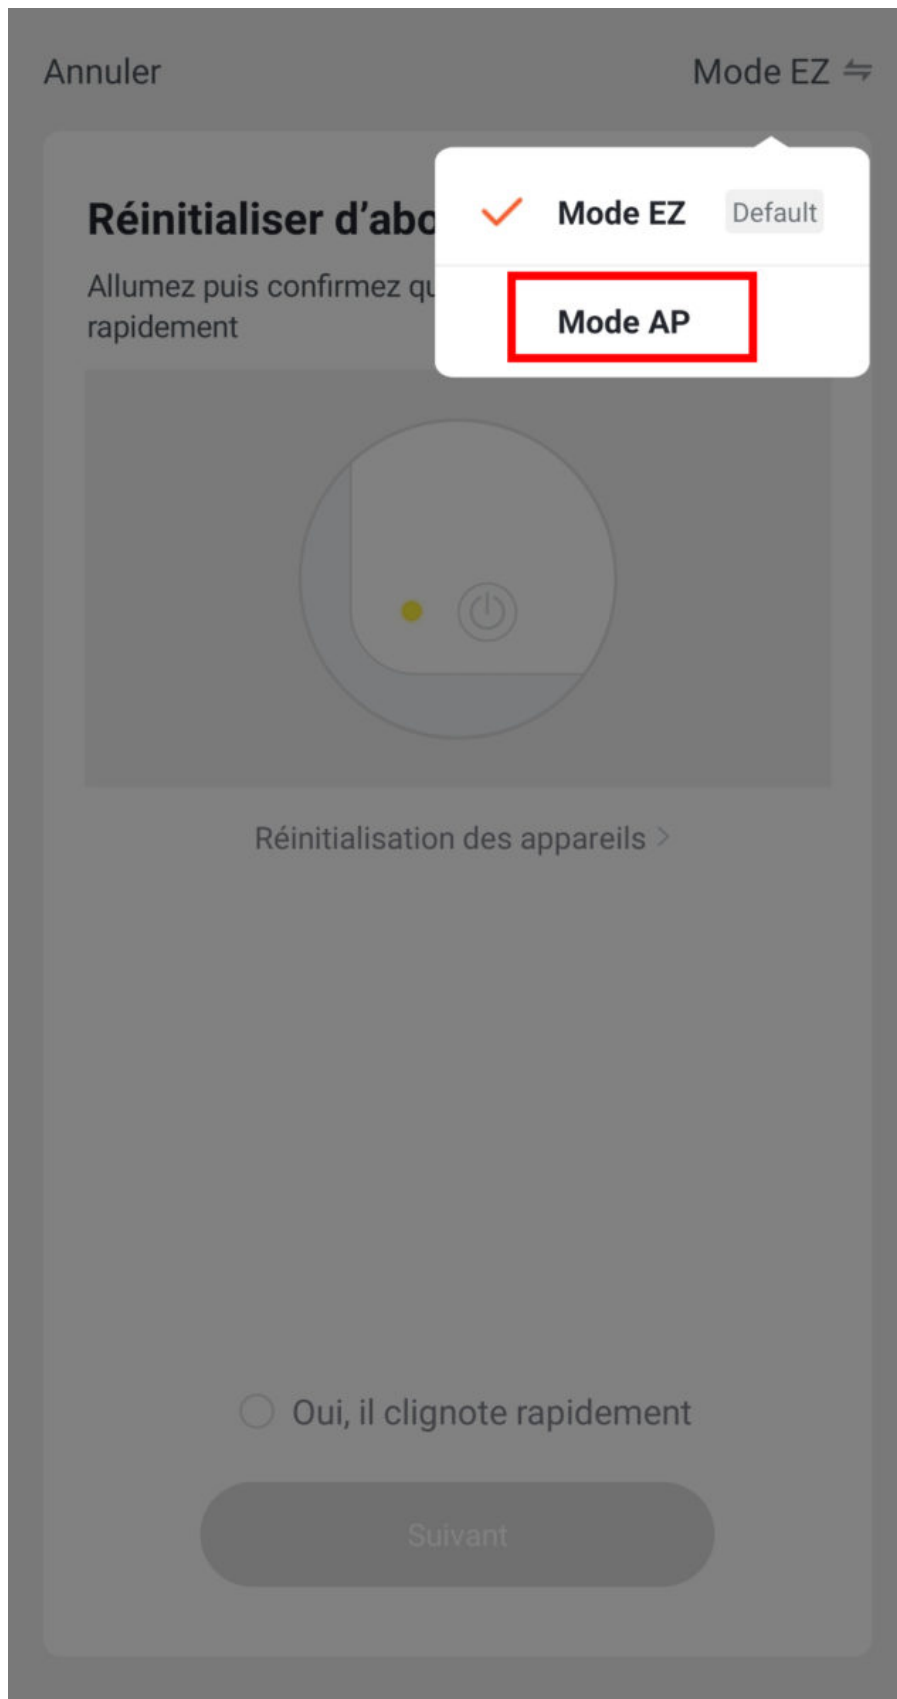 Annuler
Mode EZ
Réinitialiser d'abo
Mode EZ Default
Allumez puis confirmez qu
rapidement
Mode AP
Réinitialisation des appareils >
Oui, il clignote rapidement
Suivant